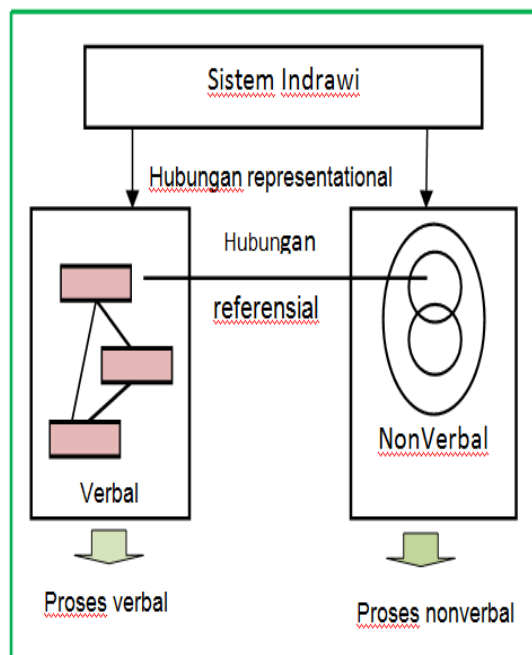 Sistem Indrawi
Hubungan representational
Hubungan
referensial
Verbal
NonVerbal
Proses verbal
Proses nonverbal